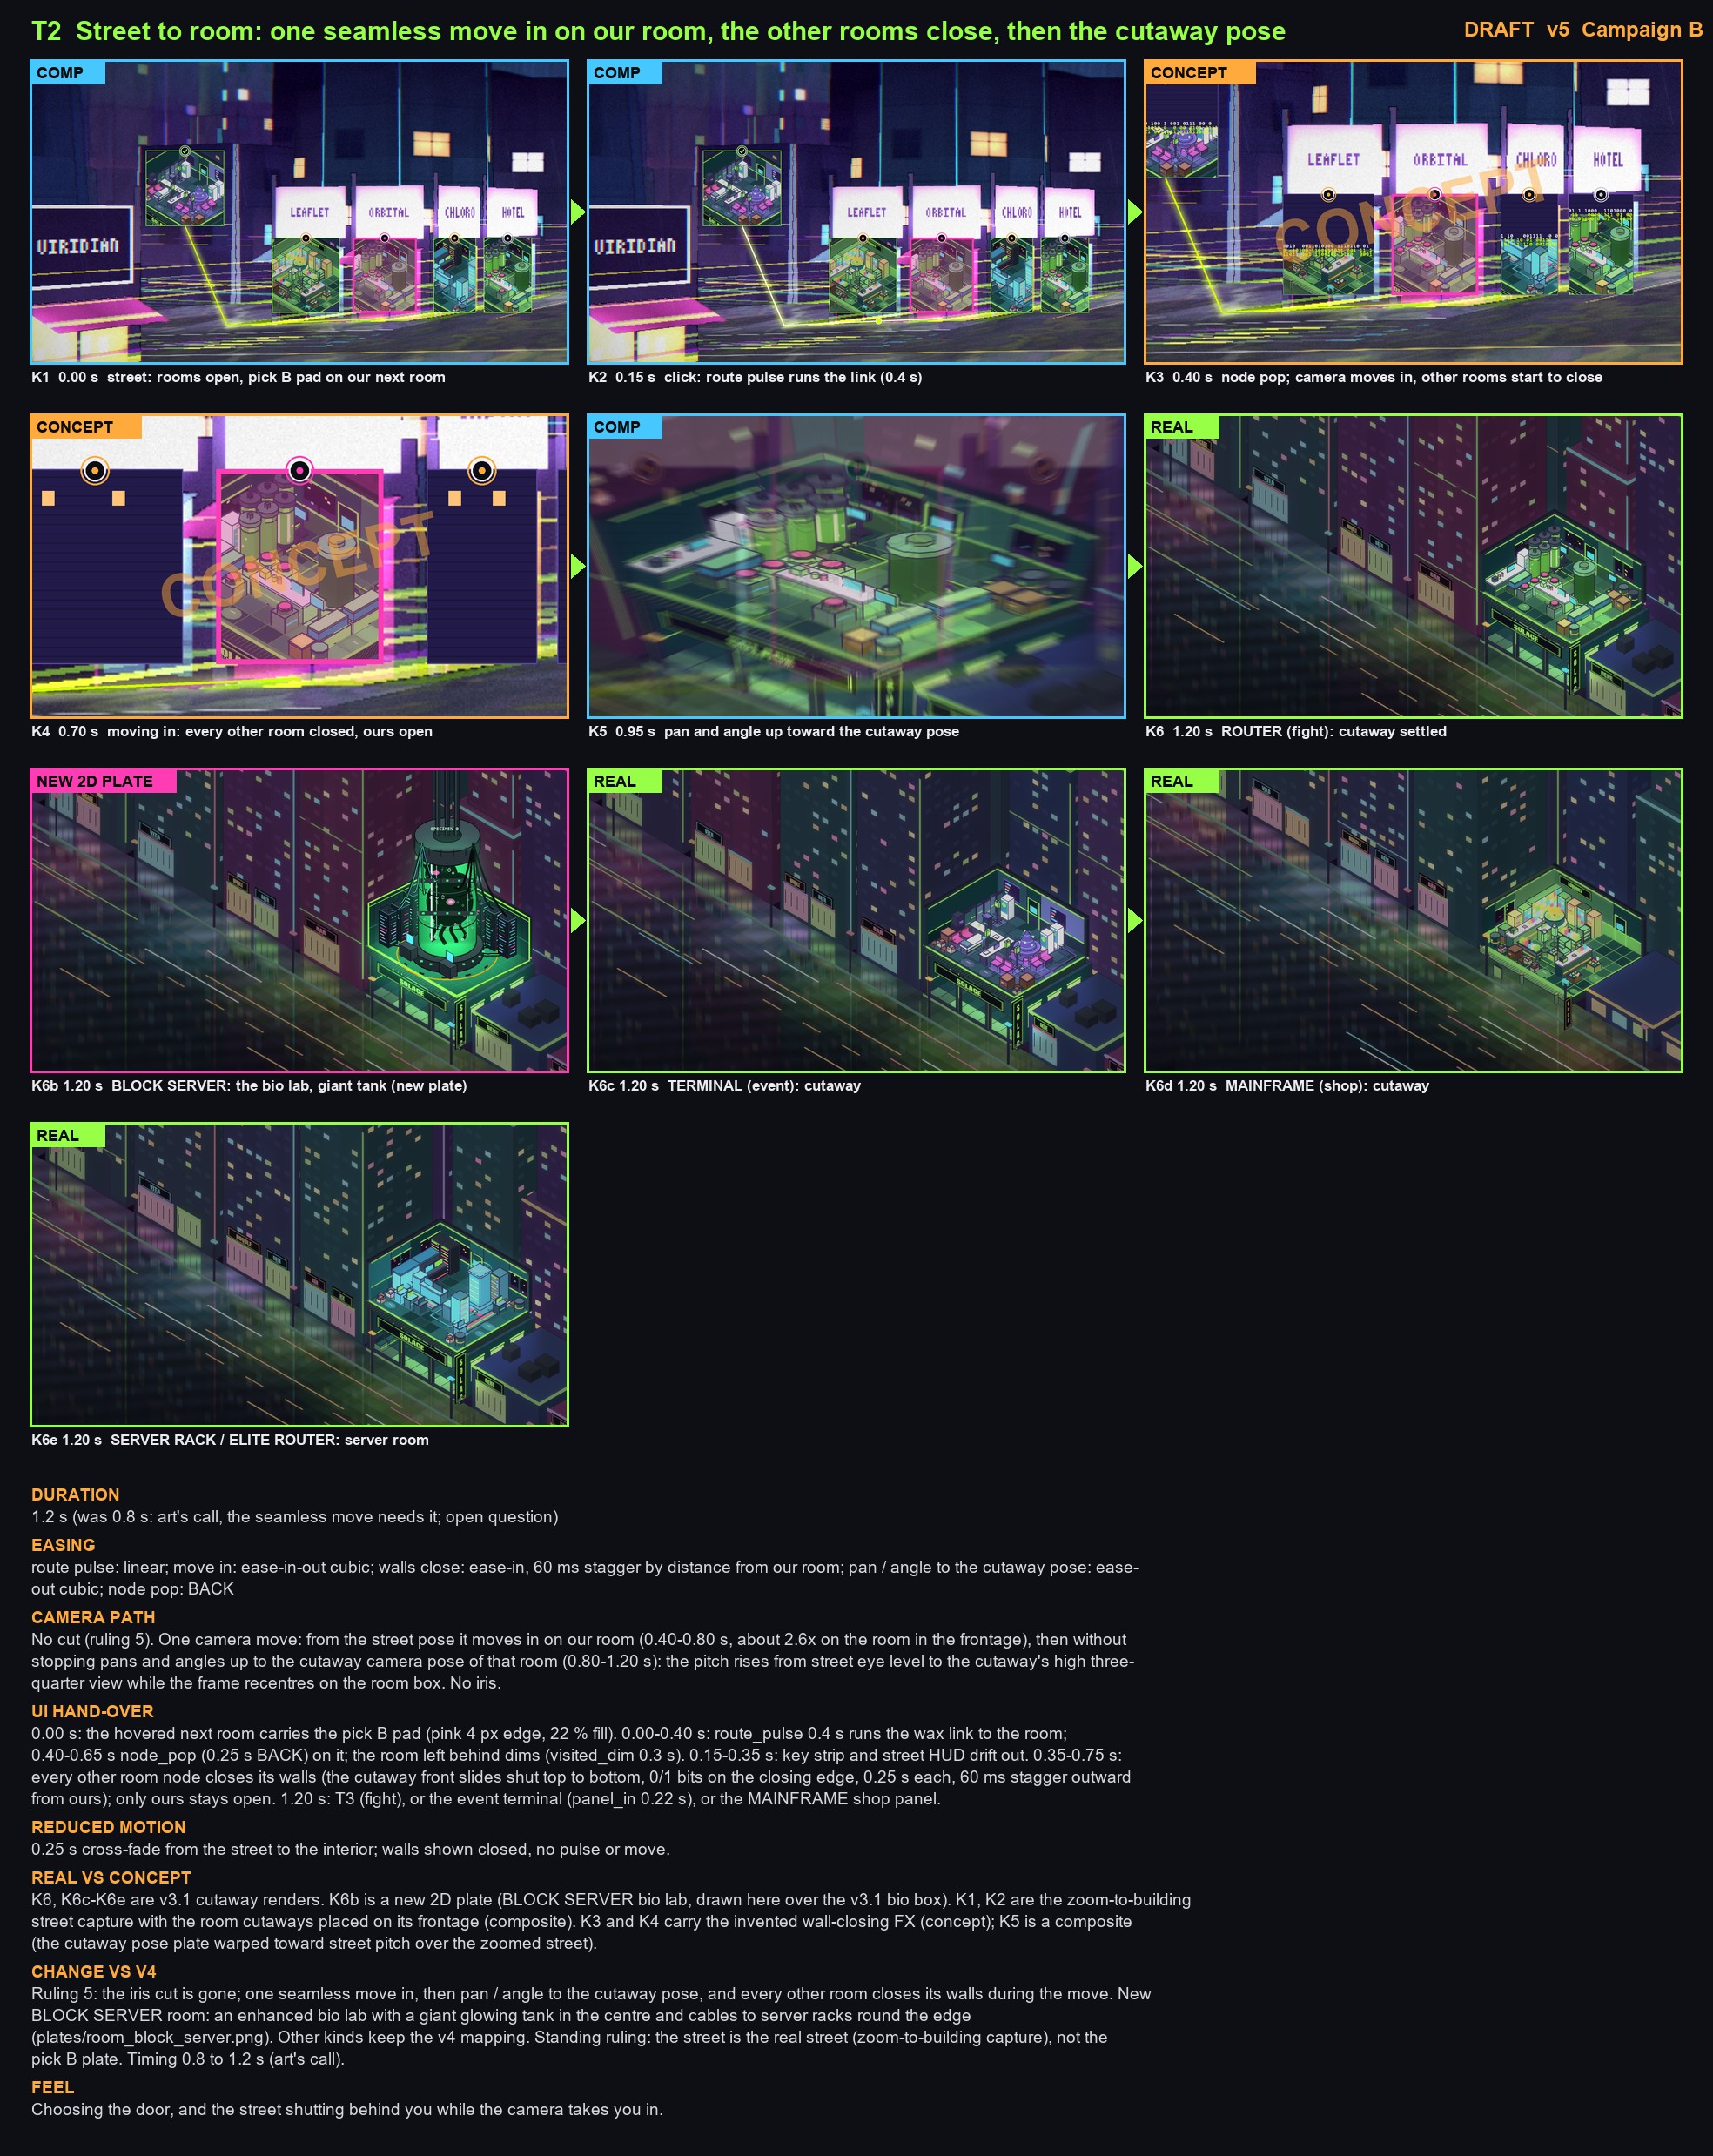 T2 Street to room: one seamless move in on our room, the other rooms close, then the cutaway pose
DRAFT v5 Campaign B
COMP
VIRIDIAN
LEAFLET
ORBITAL
CHLORO
HOTEL
K1 0.00 s street: rooms open, pick B pad on our next room
COMP
VIRIDIAN
LEAFLET
ORBITAL
CHLORO
HOTEL
K2 0.15 s click: route pulse runs the link (0.4 s)
CONCEPT
LEAFLET
ORBITAL
CHLORO
HOTEL
CONCEPT
K3 0.40 s node pop; camera moves in, other rooms start to close
CONCEPT
CONCEPT
K4 0.70 s moving in: every other room closed, ours open
COMP
K5 0.95 s pan and angle up toward the cutaway pose
REAL
SOLACE
K6 1.20 s ROUTER (fight): cutaway settled
NEW 2D PLATE
SPECIMEN 0
SOLACE
K6b 1.20 s BLOCK SERVER: the bio lab, giant tank (new plate)
REAL
SOLACE
K6c 1.20 s TERMINAL (event): cutaway
REAL
K6d 1.20 s MAINFRAME (shop): cutaway
REAL
SOLACE
K6e 1.20 s SERVER RACK / ELITE ROUTER: server room
DURATION
1.2 s (was 0.8 s: art's call, the seamless move needs it; open question)
EASING
route pulse: linear; move in: ease-in-out cubic; walls close: ease-in, 60 ms stagger by distance from our room; pan / angle to the cutaway pose: ease-
out cubic; node pop: BACK
CAMERA PATH
No cut (ruling 5). One camera move: from the street pose it moves in on our room (0.40-0.80 s, about 2.6x on the room in the frontage), then without
stopping pans and angles up to the cutaway camera pose of that room (0.80-1.20 s): the pitch rises from street eye level to the cutaway's high three-
quarter view while the frame recentres on the room box. No iris.
UI HAND-OVER
0.00 s: the hovered next room carries the pick B pad (pink 4 px edge, 22 % fill). 0.00-0.40 s: route_pulse 0.4 s runs the wax link to the room;
0.40-0.65 s node_pop (0.25 s BACK) on it; the room left behind dims (visited_dim 0.3 s). 0.15-0.35 s: key strip and street HUD drift out. 0.35-0.75 s:
every other room node closes its walls (the cutaway front slides shut top to bottom, 0/1 bits on the closing edge, 0.25 s each, 60 ms stagger outward
from ours); only ours stays open. 1.20 s: T3 (fight), or the event terminal (panel_in 0.22 s), or the MAINFRAME shop panel.
REDUCED MOTION
0.25 s cross-fade from the street to the interior; walls shown closed, no pulse or move.
REAL VS CONCEPT
K6, K6c-K6e are v3.1 cutaway renders. K6b is a new 2D plate (BLOCK SERVER bio lab, drawn here over the v3.1 bio box). K1, K2 are the zoom-to-building
street capture with the room cutaways placed on its frontage (composite). K3 and K4 carry the invented wall-closing FX (concept); K5 is a composite
(the cutaway pose plate warped toward street pitch over the zoomed street).
CHANGE VS V4
Ruling 5: the iris cut is gone; one seamless move in, then pan / angle to the cutaway pose, and every other room closes its walls during the move. New
BLOCK SERVER room: an enhanced bio lab with a giant glowing tank in the centre and cables to server racks round the edge
(plates/room_block_server.png). Other kinds keep the v4 mapping. Standing ruling: the street is the real street (zoom-to-building capture), not the
pick B plate. Timing 0.8 to 1.2 s (art's call).
FEEL
Choosing the door, and the street shutting behind you while the camera takes you in.